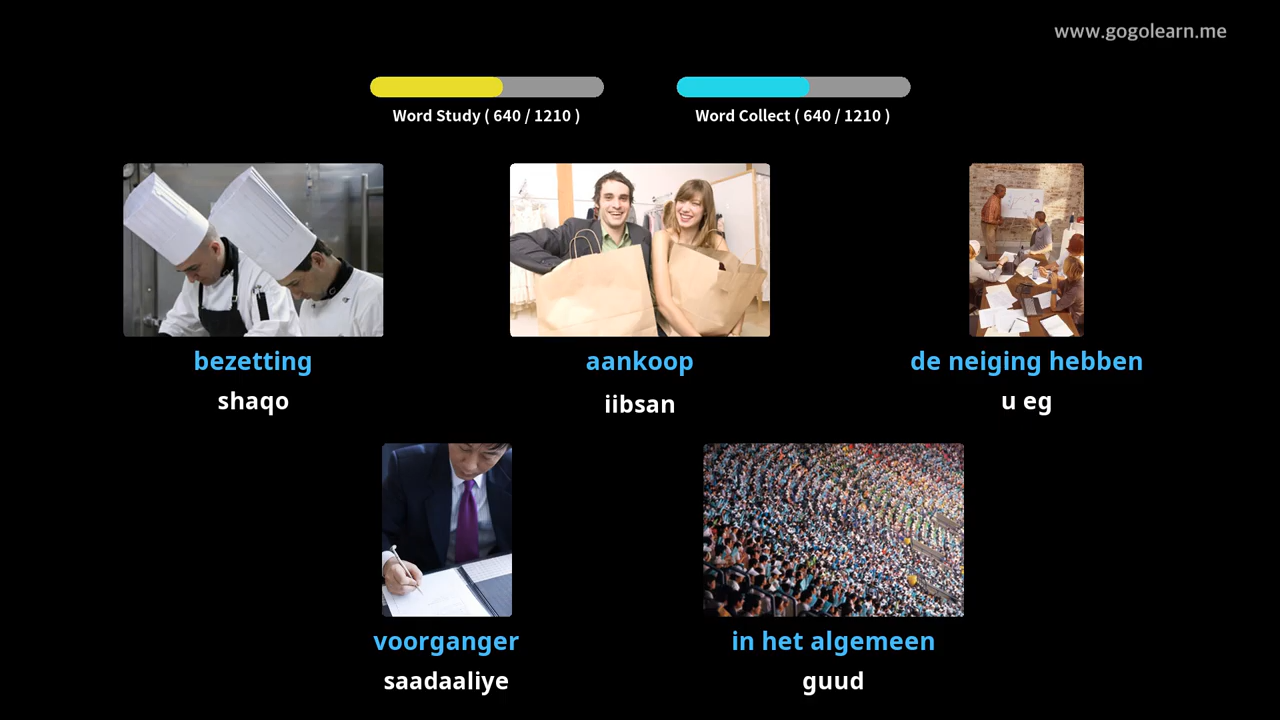 www.gogolearn.me
Word Study ( 640 / 1210 )
Word Collect ( 640 / 1210 )
bezetting
shaqo
aankoop
iibsan
de neiging hebben
u eg
voorganger
saadaaliye
in het algemeen
guud